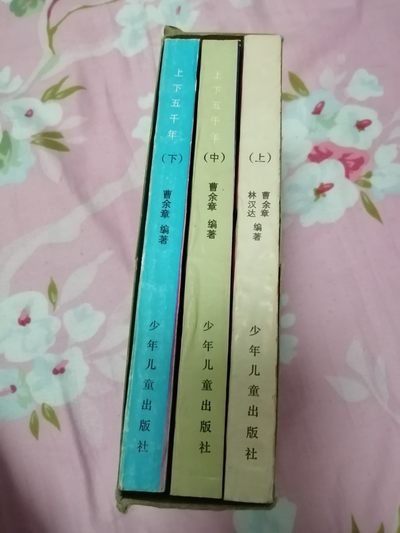 上下五千年
（下）
曹余章 编著
少年儿童出版社
上下五千年
（中）
曹余章 编著
少年儿童出版社
（上）
曹余章
林汉达
编著
少年儿童出版社